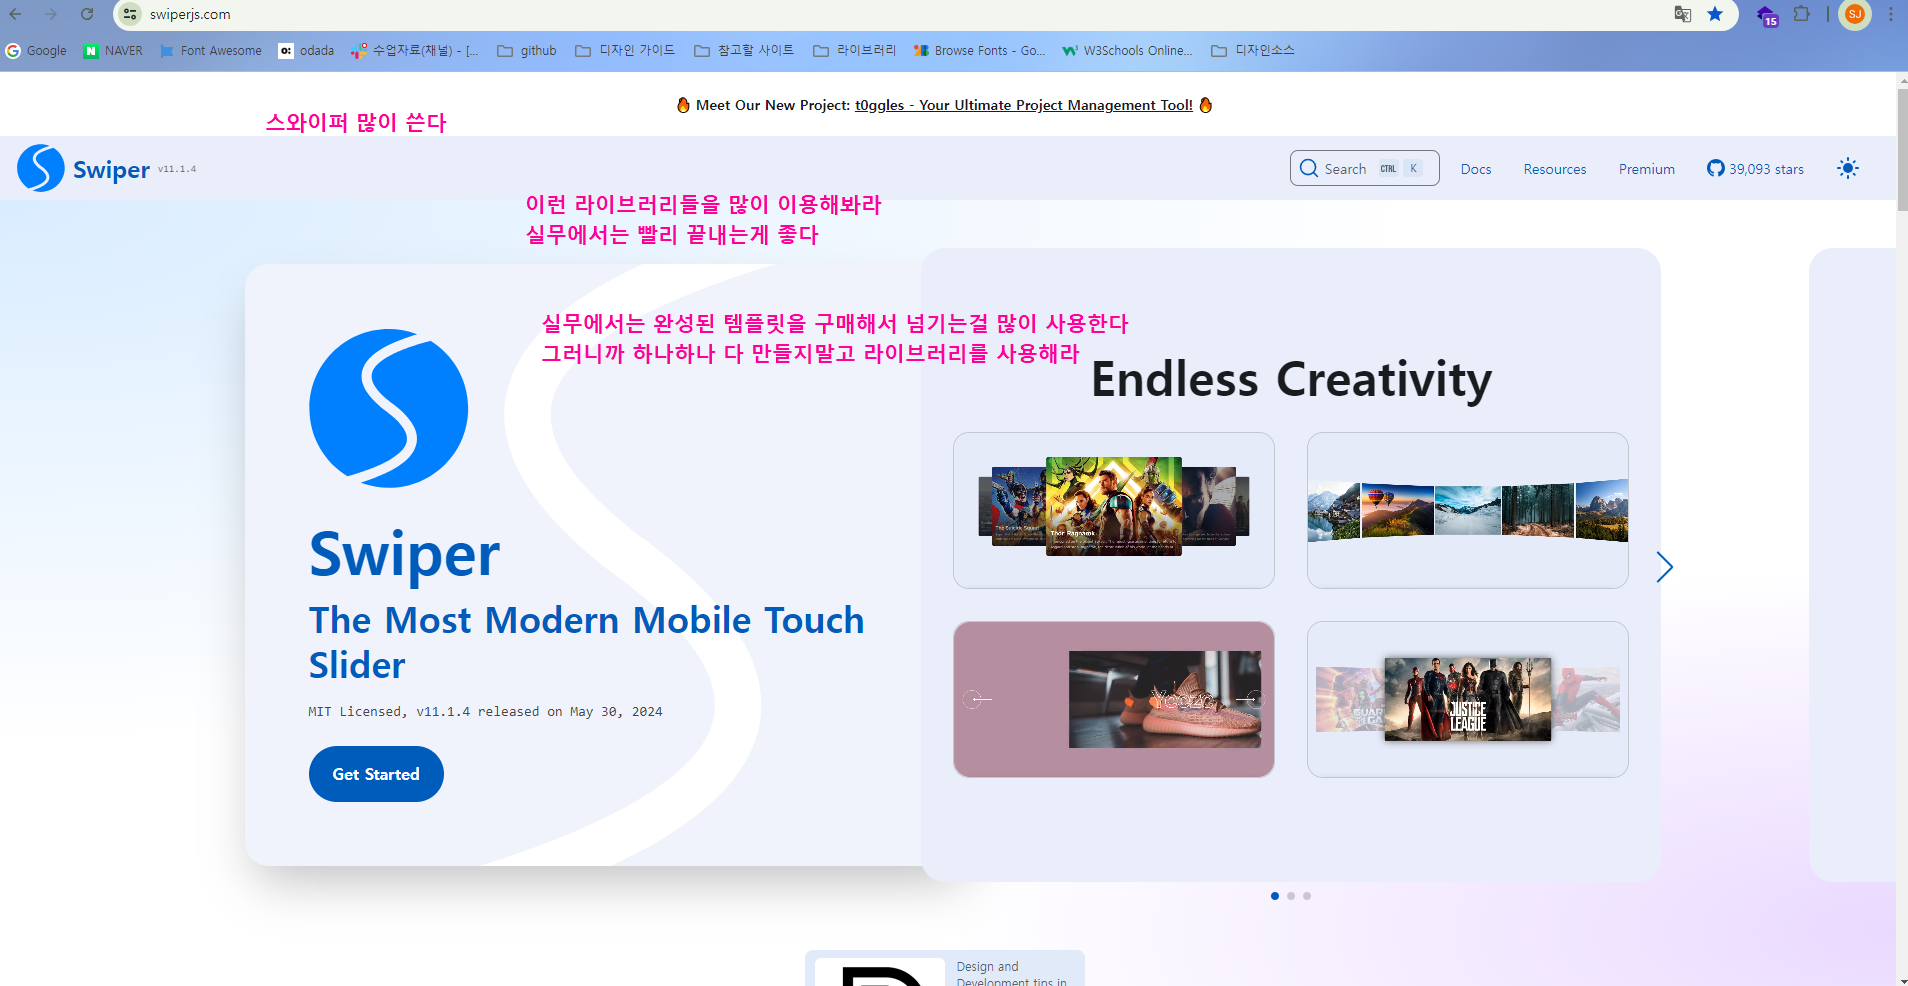 swiperjs.com
15
SJ
Google
NAVER
Font Awesome
odada
수업자료(채널) - [...
github
디자인 가이드
참고할 사이트
라이브러리
Browse Fonts - Go...
W3Schools Online...
디자인소스
🔥 Meet Our New Project: t0ggles - Your Ultimate Project Management Tool! 🔥
스와이퍼 많이 쓴다
Swiper v11.1.4
Search CTRL K
Docs
Resources
Premium
39,093 stars
이런 라이브러리들을 많이 이용해봐라
실무에서는 빨리 끝내는게 좋다
실무에서는 완성된 템플릿을 구매해서 넘기는걸 많이 사용한다
그러니까 하나하나 다 만들지말고 라이브러리를 사용해라
Swiper
The Most Modern Mobile Touch
Slider
MIT Licensed, v11.1.4 released on May 30, 2024
Get Started
Endless Creativity
The Suicide Squad
Thor Ragnarok
JUSTICE
LEAGUE
Design and
Development tips in